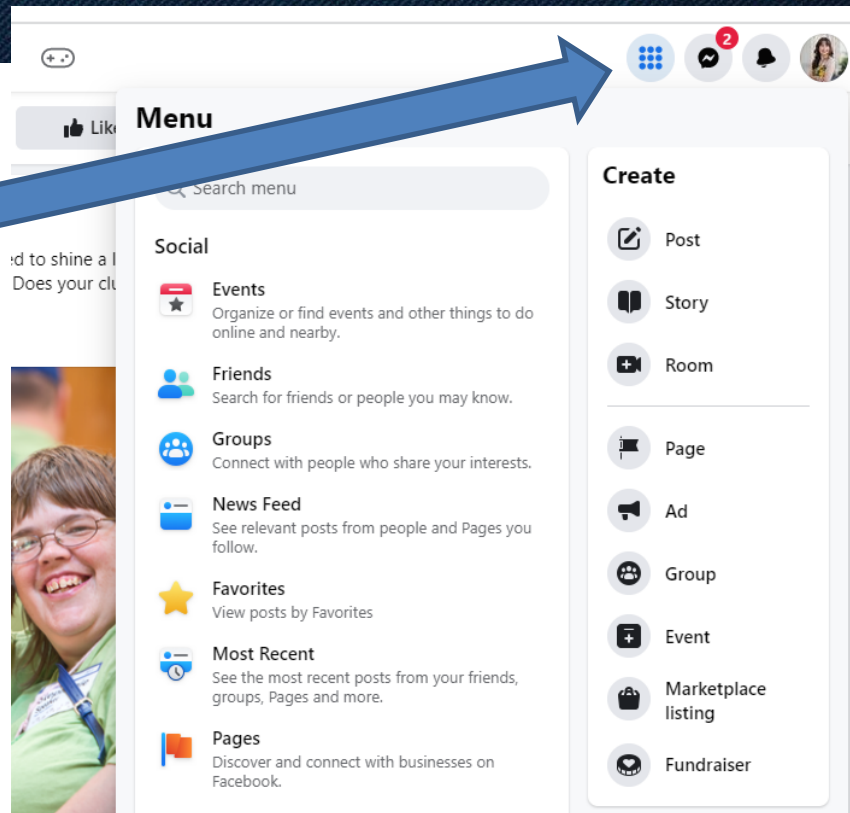 2
Like
Menu
Search menu
ed to shine a
Does your
Social
Events
Organize or find events and other things to do
online and nearby.
Friends
Search for friends or people you may know.
Groups
Connect with people who share your interests.
News Feed
See relevant posts from people and Pages you
follow.
Favorites
View posts by Favorites
Most Recent
See the most recent posts from your friends,
groups, Pages and more.
Pages
Discover and connect with businesses on
Facebook.
Create
Post
Story
Room
Page
Ad
Group
Event
Marketplace
listing
Fundraiser